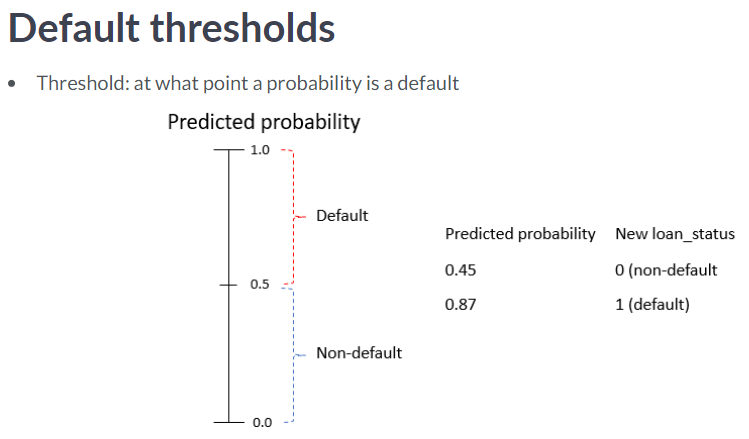 Default thresholds
• Threshold: at what point a probability is a default
Predicted probability
1.0
Default
0.5
Non-default
0.0
Predicted probability New loan_status
0.45 0 (non-default
0.87 1 (default)